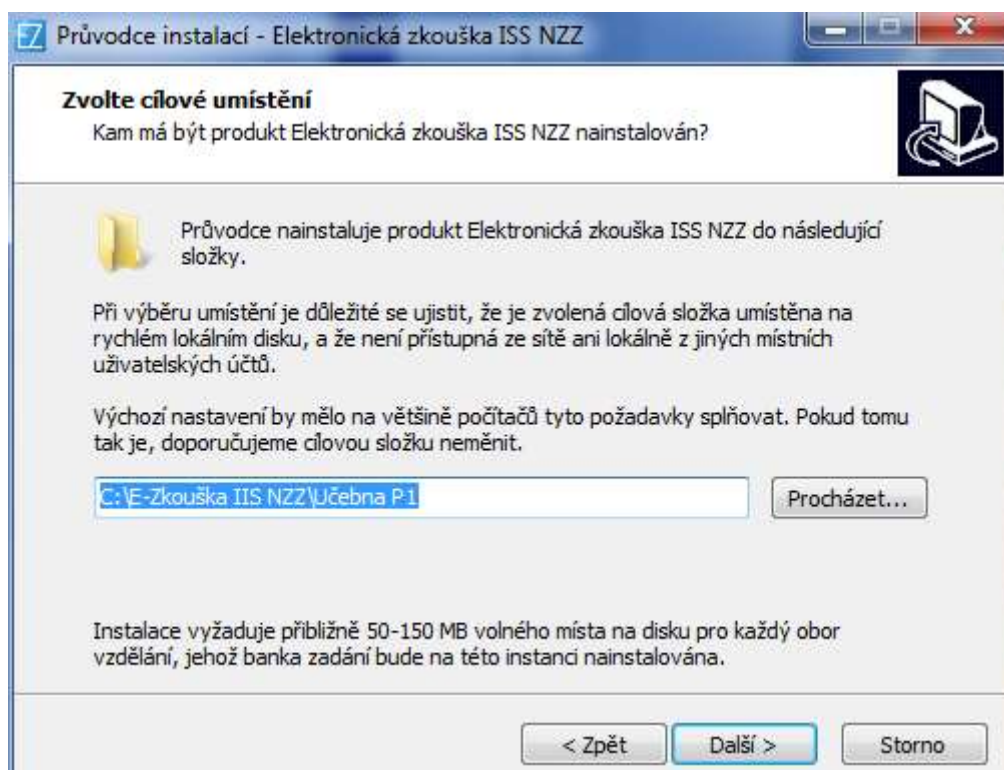 EZ Průvodce instalací - Elektronická zkouška ISS NZZ
Zvolte cílové umístění
Kam má být produkt Elektronická zkouška ISS NZZ nainstalován?
Průvodce nainstaluje produkt Elektronická zkouška ISS NZZ do následující
složky.
Při výběru umístění je důležité se ujistit, že je zvolená cílová složka umístěna na
rychlém lokálním disku, a že není přístupná ze sítě ani lokálně z jiných místních
uživatelských účtů.
Výchozí nastavení by mělo na většině počítačů tyto požadavky splňovat. Pokud tomu
tak je, doporučujeme cílovou složku neměnit.
C:\E-Zkouška IIS NZZ\Učebna P1
Procházet...
Instalace vyžaduje přibližně 50-150 MB volného místa na disku pro každý obor
vzdělání, jehož banka zadání bude na této instanci nainstalována.
< Zpět
Další >
Storno